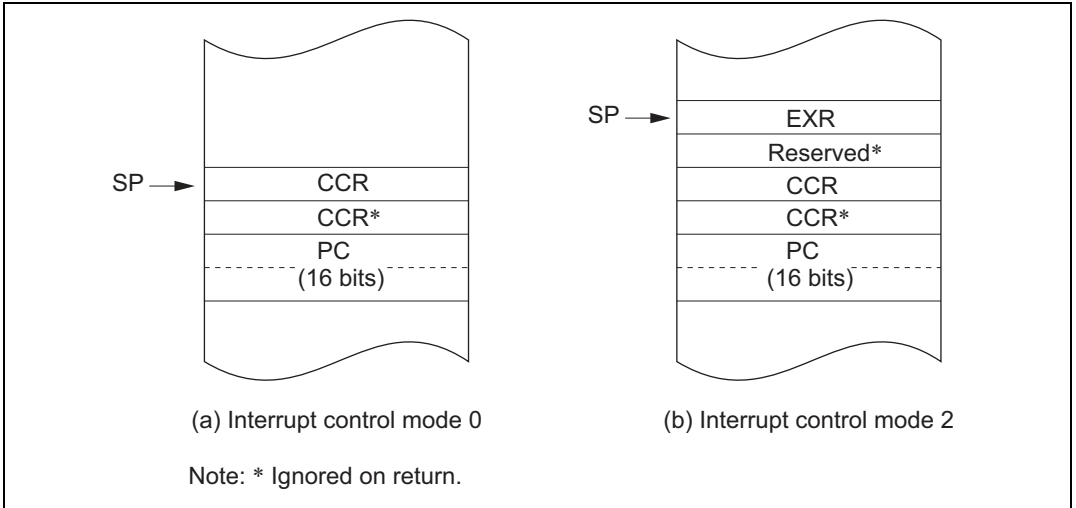 SP
CCR
CCR*
PC
(16 bits)
(a) Interrupt control mode 0
SP
EXR
Reserved*
CCR
CCR*
PC
(16 bits)
(b) Interrupt control mode 2
Note: * Ignored on return.